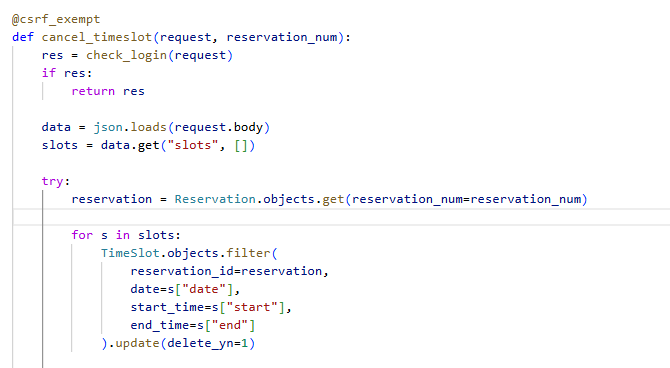 @csrf_exempt
def cancel_timeslot(request, reservation_num):
    res = check_login(request)
    if res:
        return res

    data = json.loads(request.body)
    slots = data.get("slots", [])

    try:
        reservation = Reservation.objects.get(reservation_num=reservation_num)

        for s in slots:
            TimeSlot.objects.filter(
                reservation_id=reservation,
                date=s["date"],
                start_time=s["start"],
                end_time=s["end"]
            ).update(delete_yn=1)